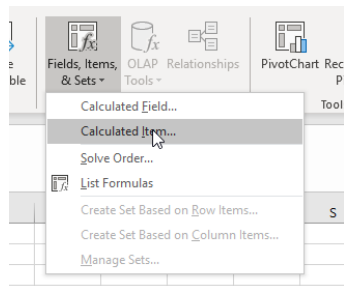 ble
Fields, Items, & Sets
OLAP Tools
Relationships
PivotChart
Rec
P
Tool
Calculated Field...
Calculated Item...
Solve Order...
List Formulas
Create Set Based on Row Items...
Create Set Based on Column Items...
Manage Sets...
S